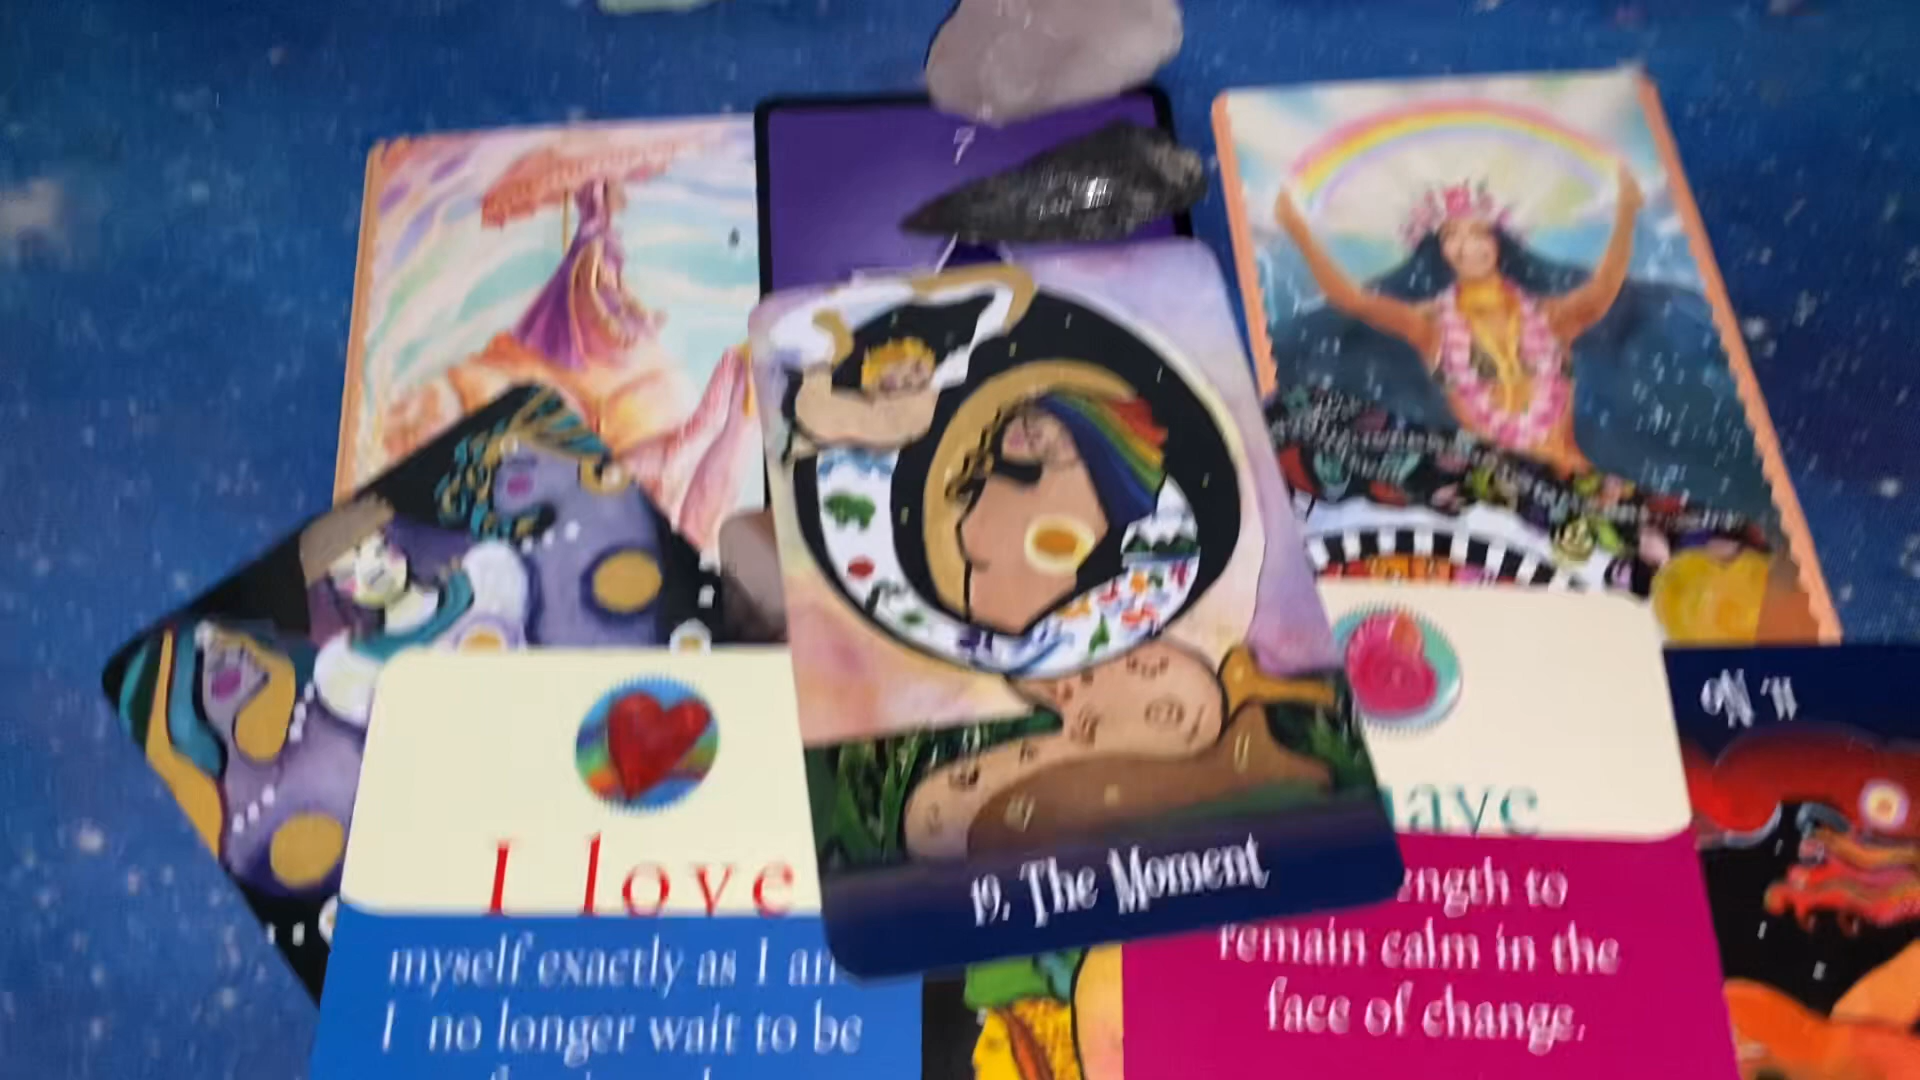 7
I love
myself exactly as I am
I no longer wait to be
19. The Moment
ave
ength to
remain calm in the
face of change.